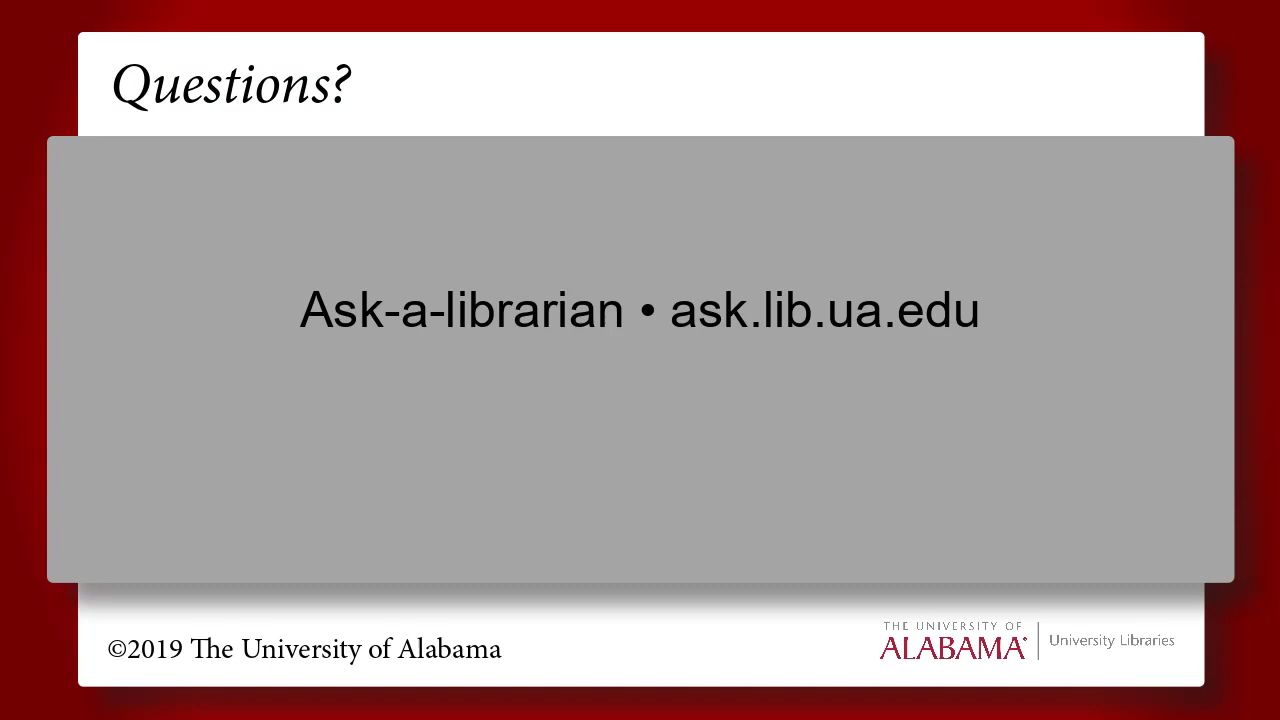 Questions?
Ask-a-librarian • ask.lib.ua.edu
©2019 The University of Alabama
THE UNIVERSITY OF
ALABAMA
University Libraries